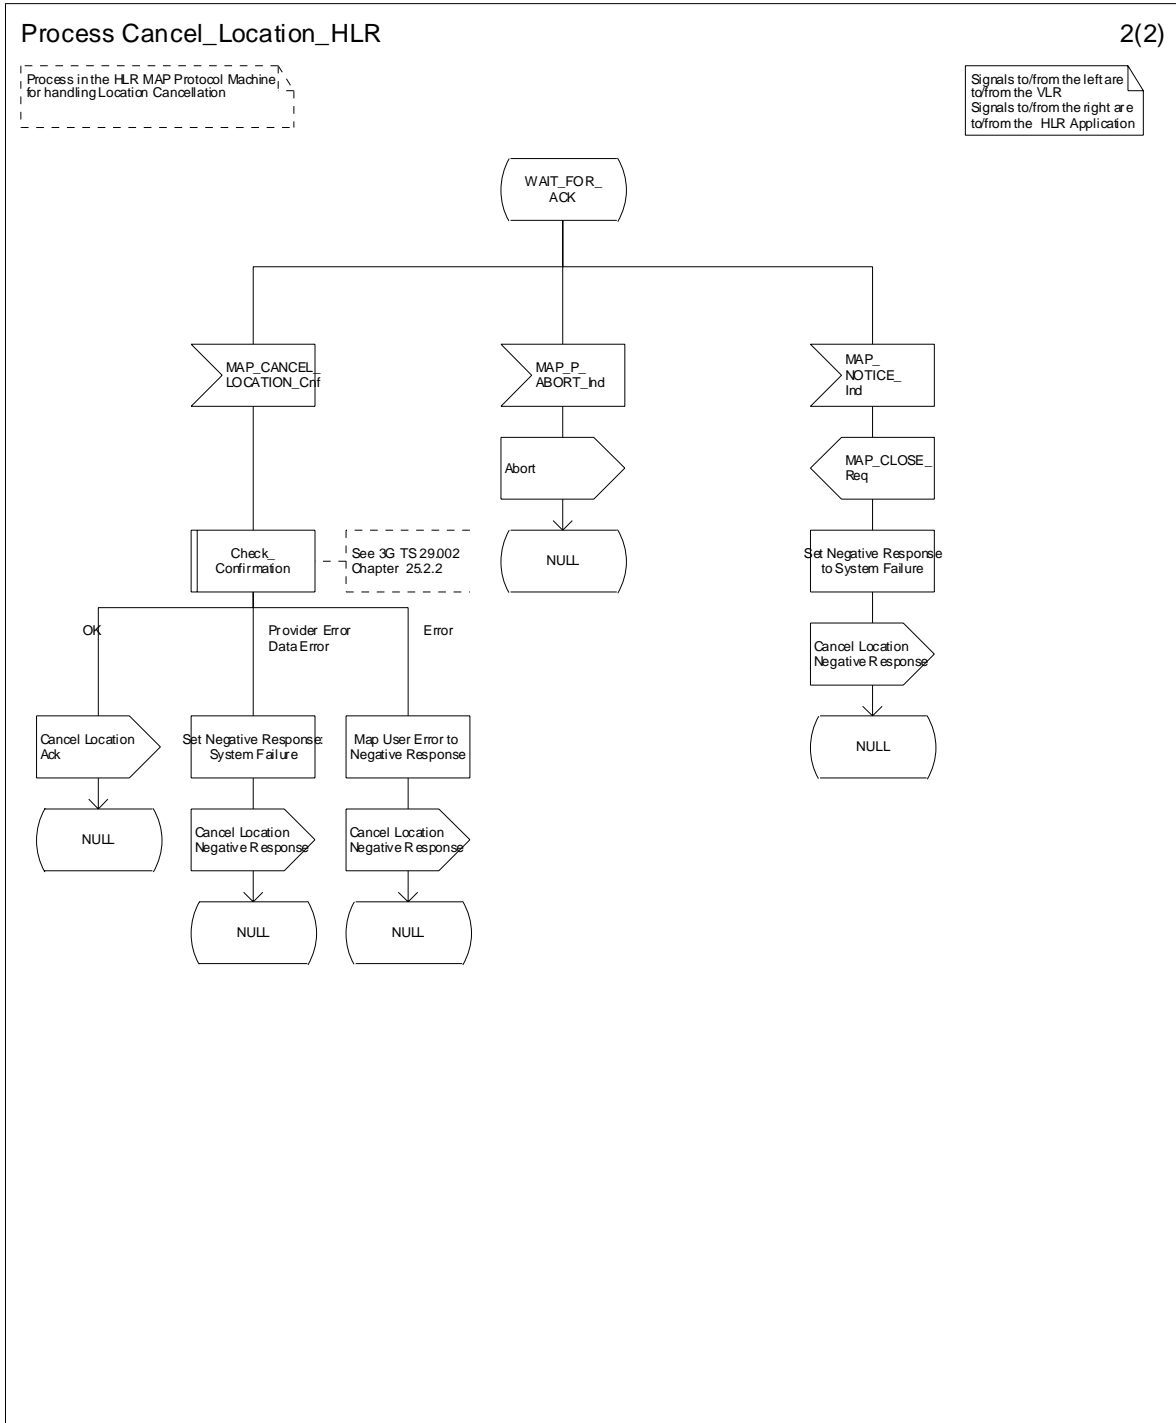 Process Cancel_Location_HLR
2(2)
Process in the HLR MAP Protocol Machine
for handling Location Cancellation
Signals to/from the left are
to/from the VLR
Signals to/from the right are
to/from the HLR Application
WAIT_FOR_
ACK
MAP_CANCEL_
LOCATION_Cnf
MAP_P_
ABORT_Ind
MAP_
NOTICE_
Ind
Abort
MAP_CLOSE_
Req
Check_
Confirmation
See 3G TS 29.002
Chapter 25.2.2
NULL
Set Negative Response
to System Failure
OK
Provider Error
Data Error
Error
Cancel Location
Negative Response
Cancel Location
Ack
Set Negative Response:
System Failure
Map User Error to
Negative Response
NULL
NULL
Cancel Location
Negative Response
Cancel Location
Negative Response
NULL
NULL